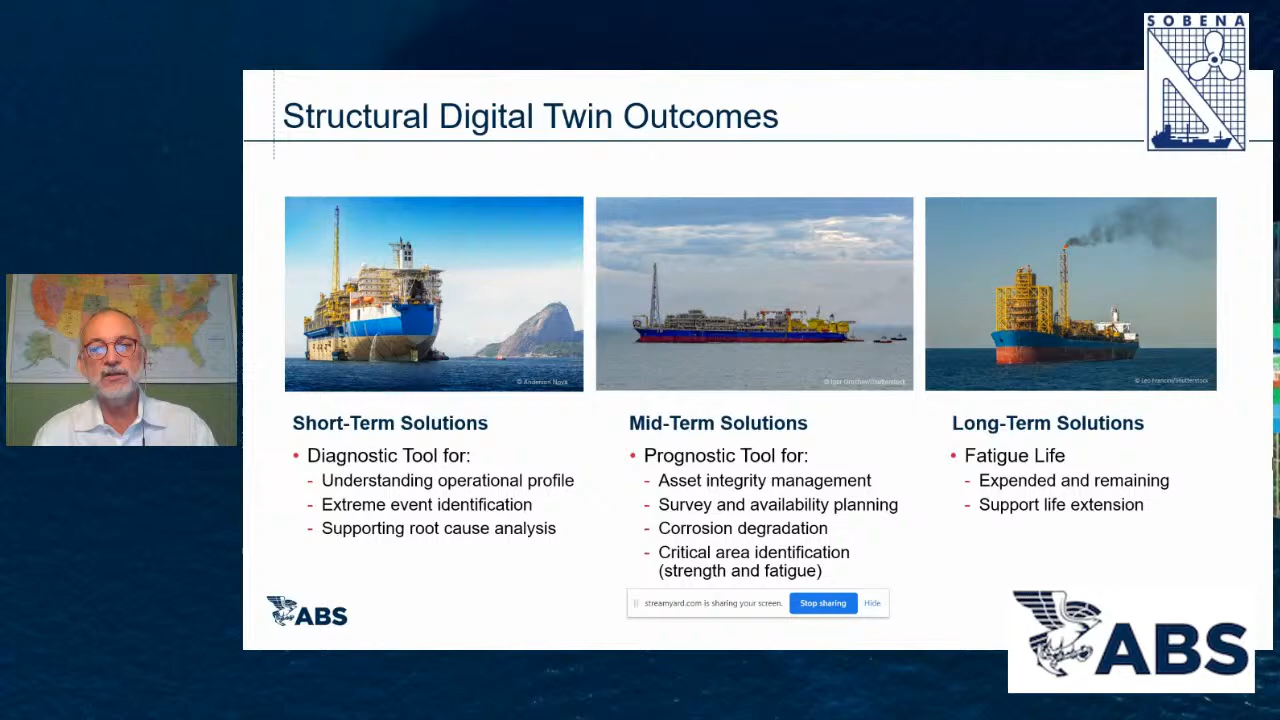 SOBENA
Structural Digital Twin Outcomes
© Anderson Nova
Short-Term Solutions
• Diagnostic Tool for:
- Understanding operational profile
- Extreme event identification
- Supporting root cause analysis
Mid-Term Solutions
• Prognostic Tool for:
- Asset integrity management
- Survey and availability planning
- Corrosion degradation
- Critical area identification
(strength and fatigue)
Long-Term Solutions
• Fatigue Life
- Expended and remaining
- Support life extension
streamyard.com is sharing your screen. Stop sharing Hide
ABS
ABS